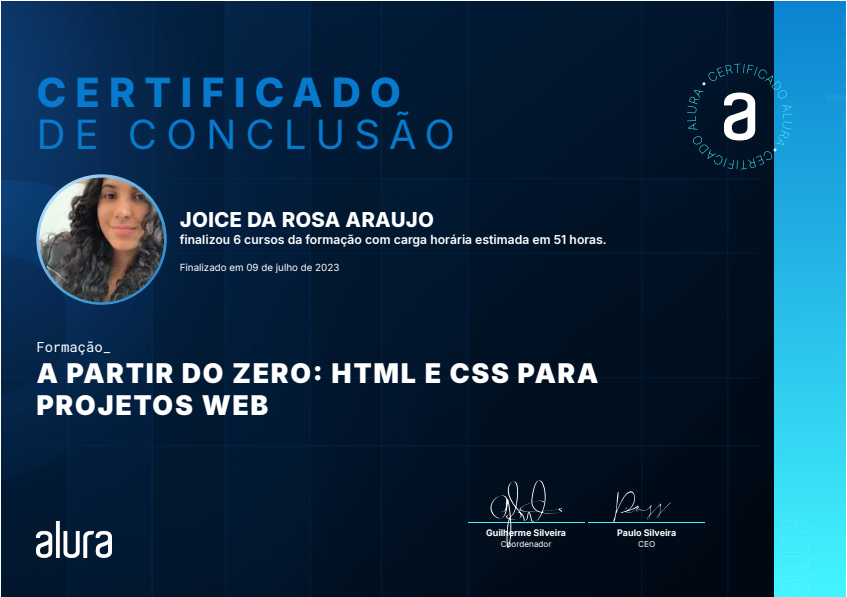 CERTIFICADO
DE CONCLUSÃO
CERTIFICADO ALURA • CERTIFICADO ALURA •
a
JOICE DA ROSA ARAUJO
finalizou 6 cursos da formação com carga horária estimada em 51 horas.
Finalizado em 09 de julho de 2023
Formação_
A PARTIR DO ZERO: HTML E CSS PARA
PROJETOS WEB
Guilherme Silveira
Coordenador
Paulo Silveira
CEO
alura
alura